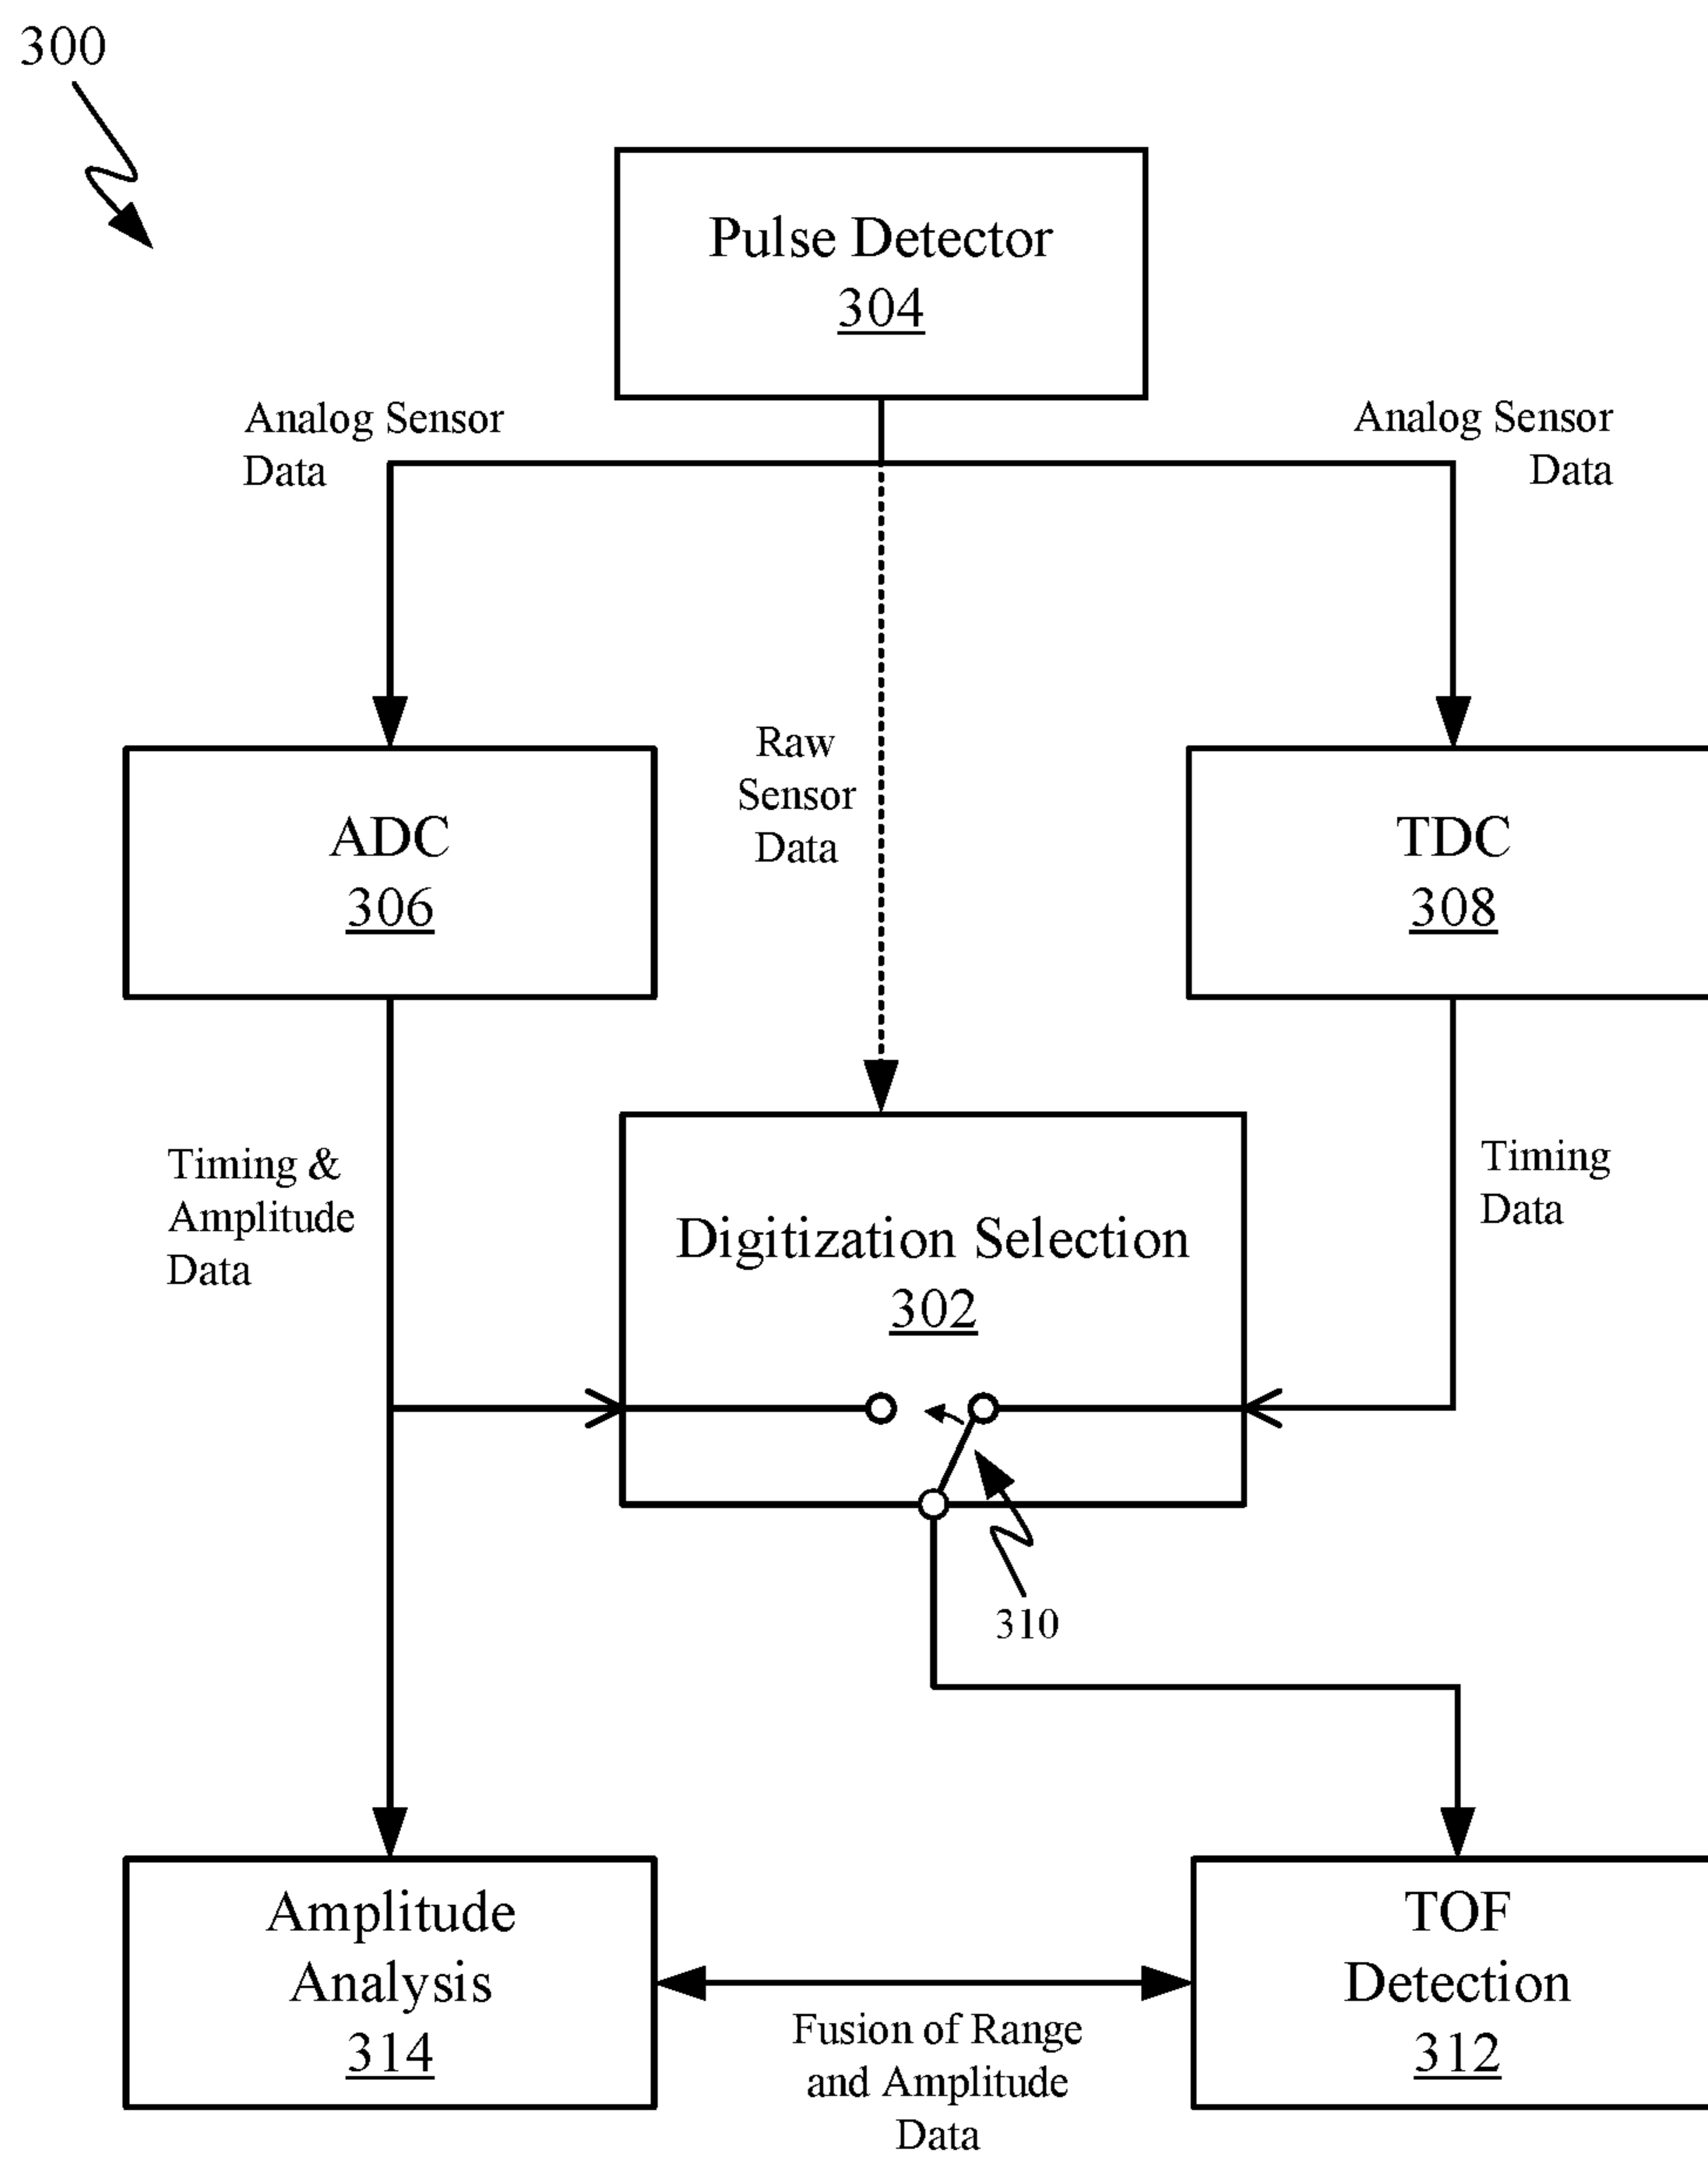 300
Pulse Detector
304
Analog Sensor
Data
Analog Sensor
Data
Raw
Sensor
Data
ADC
306
TDC
308
Timing &
Amplitude
Data
Timing
Data
Digitization Selection
302
310
Amplitude
Analysis
314
TOF
Detection
312
Fusion of Range
and Amplitude
Data